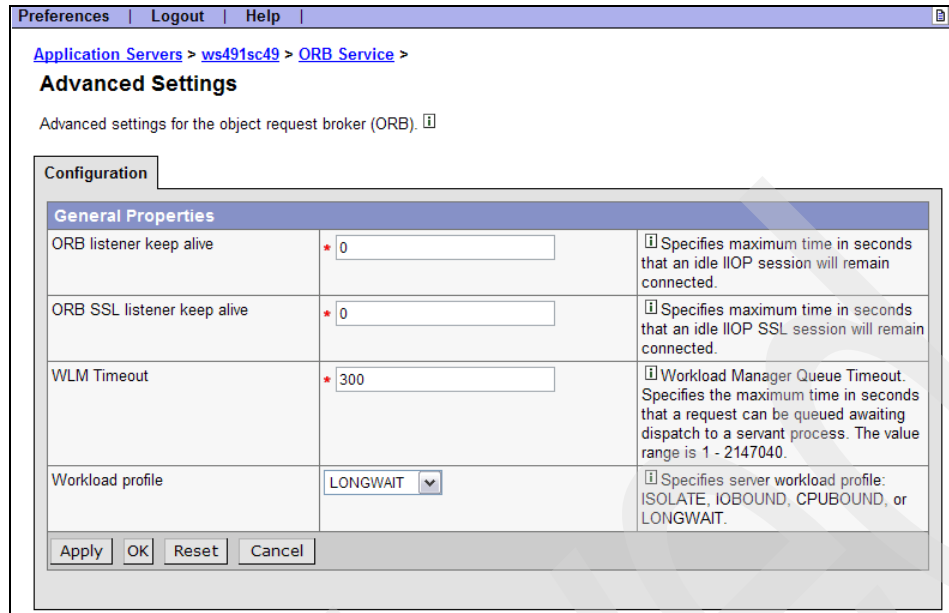 Preferences | Logout | Help |
Application Servers > ws491sc49 > ORB Service >
Advanced Settings
Advanced settings for the object request broker (ORB). i
Configuration
General Properties
ORB listener keep alive
* 0
i Specifies maximum time in seconds
that an idle IIOP session will remain
connected.
ORB SSL listener keep alive
* 0
i Specifies maximum time in seconds
that an idle IIOP SSL session will remain
connected.
WLM Timeout
* 300
i Workload Manager Queue Timeout.
Specifies the maximum time in seconds
that a request can be queued awaiting
dispatch to a servant process. The value
range is 1 - 2147040.
Workload profile
LONGWAIT
i Specifies server workload profile:
ISOLATE, IOBOUND, CPUBOUND, or
LONGWAIT.
Apply OK Reset Cancel